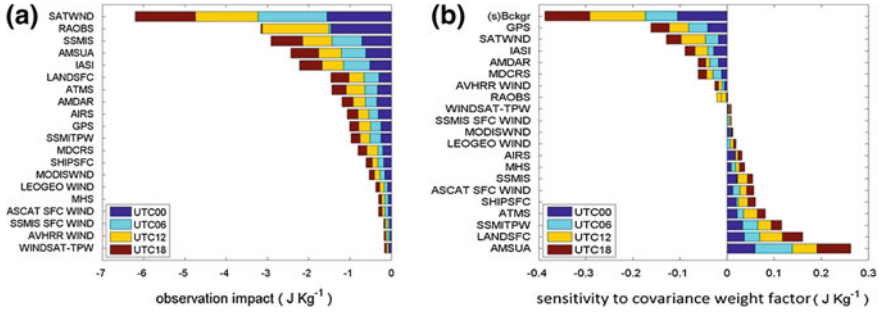 (a)
SATWND
RAOBS
SSMIS
AMSUA
IASI
LANDSFC
ATMS
AMDAR
AIRS
GPS
SSMITPW
MDCRS
SHIPSFC
MODISWND
LEOGEO WIND
MHS
ASCAT SFC WIND
SSMIS SFC WIND
AVHRR WIND
WINDSAT-TPW
UTC00
UTC06
UTC12
UTC18
-7 -6 -5 -4 -3 -2 -1 0
observation impact ( J Kg-1)
(b)
(s)Bckgr
GPS
SATWND
IASI
AMDAR
MDCRS
AVHRR WIND
RAOBS
WINDSAT-TPW
SSMIS SFC WIND
MODISWND
LEOGEO WIND
AIRS
MHS
SSMIS
ASCAT SFC WIND
SHIPSFC
ATMS
SSMITPW
LANDSFC
AMSUA
UTC00
UTC06
UTC12
UTC18
-0.4 -0.3 -0.2 -0.1 0 0.1 0.2 0.3
sensitivity to covariance weight factor ( J Kg-1)